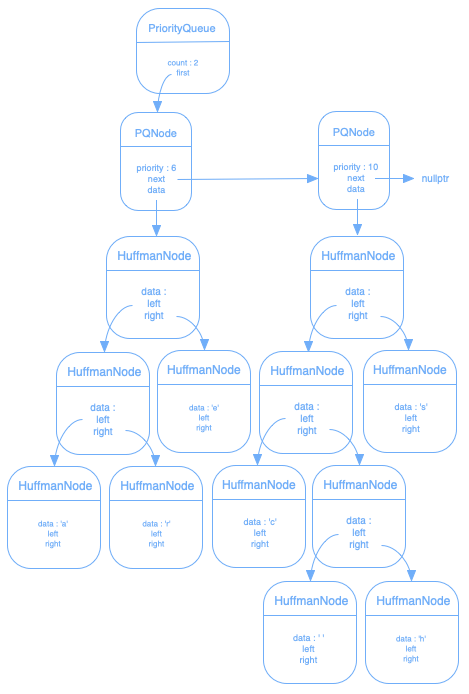 PriorityQueue
count : 2
first
PQNode
priority : 6
next
data
PQNode
priority : 10
next
data
nullptr
HuffmanNode
data :
left
right
HuffmanNode
data :
left
right
HuffmanNode
data :
left
right
HuffmanNode
data : 'e'
left
right
HuffmanNode
data :
left
right
HuffmanNode
data : 's'
left
right
HuffmanNode
data : 'a'
left
right
HuffmanNode
data : 'r'
left
right
HuffmanNode
data : 'c'
left
right
HuffmanNode
data :
left
right
HuffmanNode
data : ' '
left
right
HuffmanNode
data : 'h'
left
right